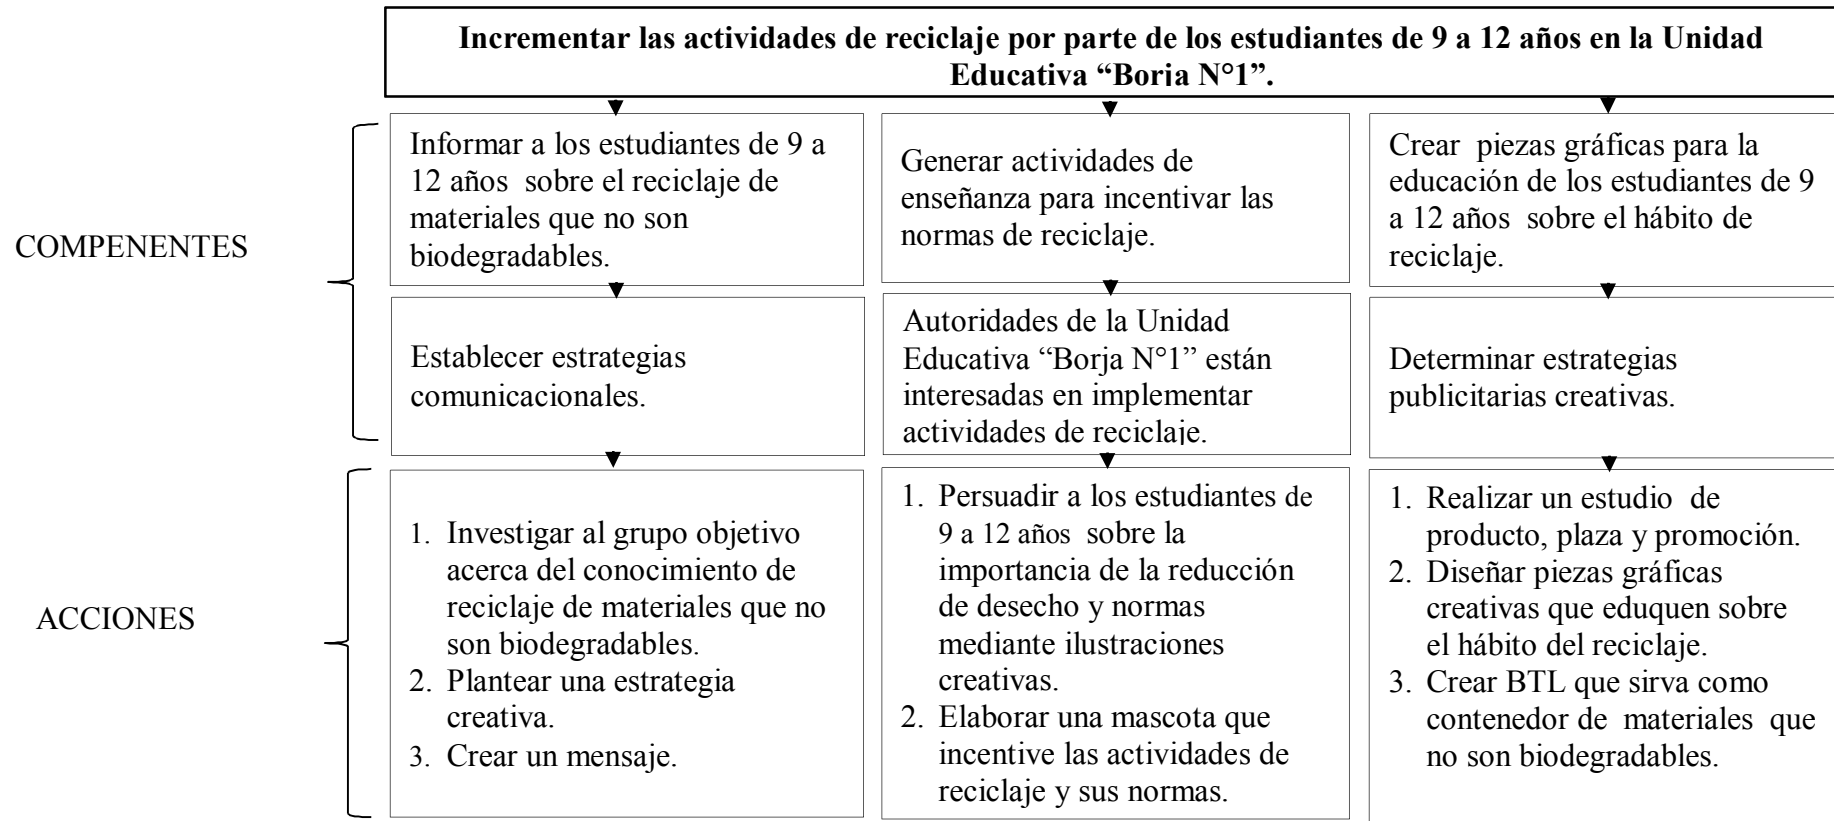 Incrementar las actividades de reciclaje por parte de los estudiantes de 9 a 12 años en la Unidad
Educativa “Borja N°1”.
COMPENENTES
Informar a los estudiantes de 9 a
12 años sobre el reciclaje de
materiales que no son
biodegradables.
Generar actividades de
enseñanza para incentivar las
normas de reciclaje.
Crear piezas gráficas para la
educación de los estudiantes de 9
a 12 años sobre el hábito de
reciclaje.
Establecer estrategias
comunicacionales.
Autoridades de la Unidad
Educativa “Borja N°1” están
interesadas en implementar
actividades de reciclaje.
Determinar estrategias
publicitarias creativas.
ACCIONES
1. Investigar al grupo objetivo
acerca del conocimiento de
reciclaje de materiales que no
son biodegradables.
2. Plantear una estrategia
creativa.
3. Crear un mensaje.
1. Persuadir a los estudiantes de
9 a 12 años sobre la
importancia de la reducción
de desecho y normas
mediante ilustraciones
creativas.
2. Elaborar una mascota que
incentive las actividades de
reciclaje y sus normas.
1. Realizar un estudio de
producto, plaza y promoción.
2. Diseñar piezas gráficas
creativas que eduquen sobre
el hábito del reciclaje.
3. Crear BTL que sirva como
contenedor de materiales que
no son biodegradables.